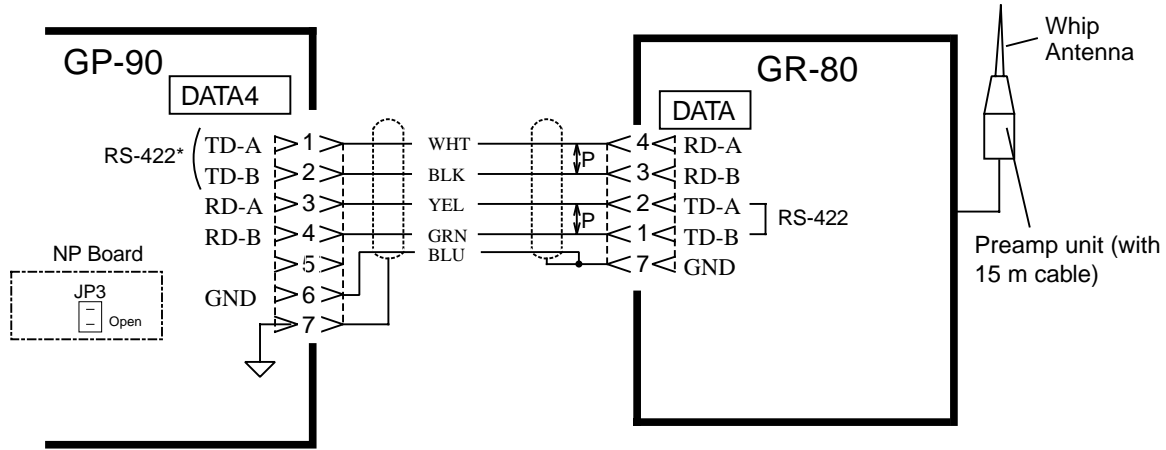 GP-90
GR-80
Whip
Antenna
DATA4
DATA
RS-422*
TD-A 1 WHT P 4 RD-A
TD-B 2 BLK 3 RD-B
RD-A 3 YEL P 2 TD-A
RS-422
RD-B 4 GRN 1 TD-B
5 BLU 7 GND
GND 6
7
NP Board
JP3
Open
Preamp unit (with
15 m cable)